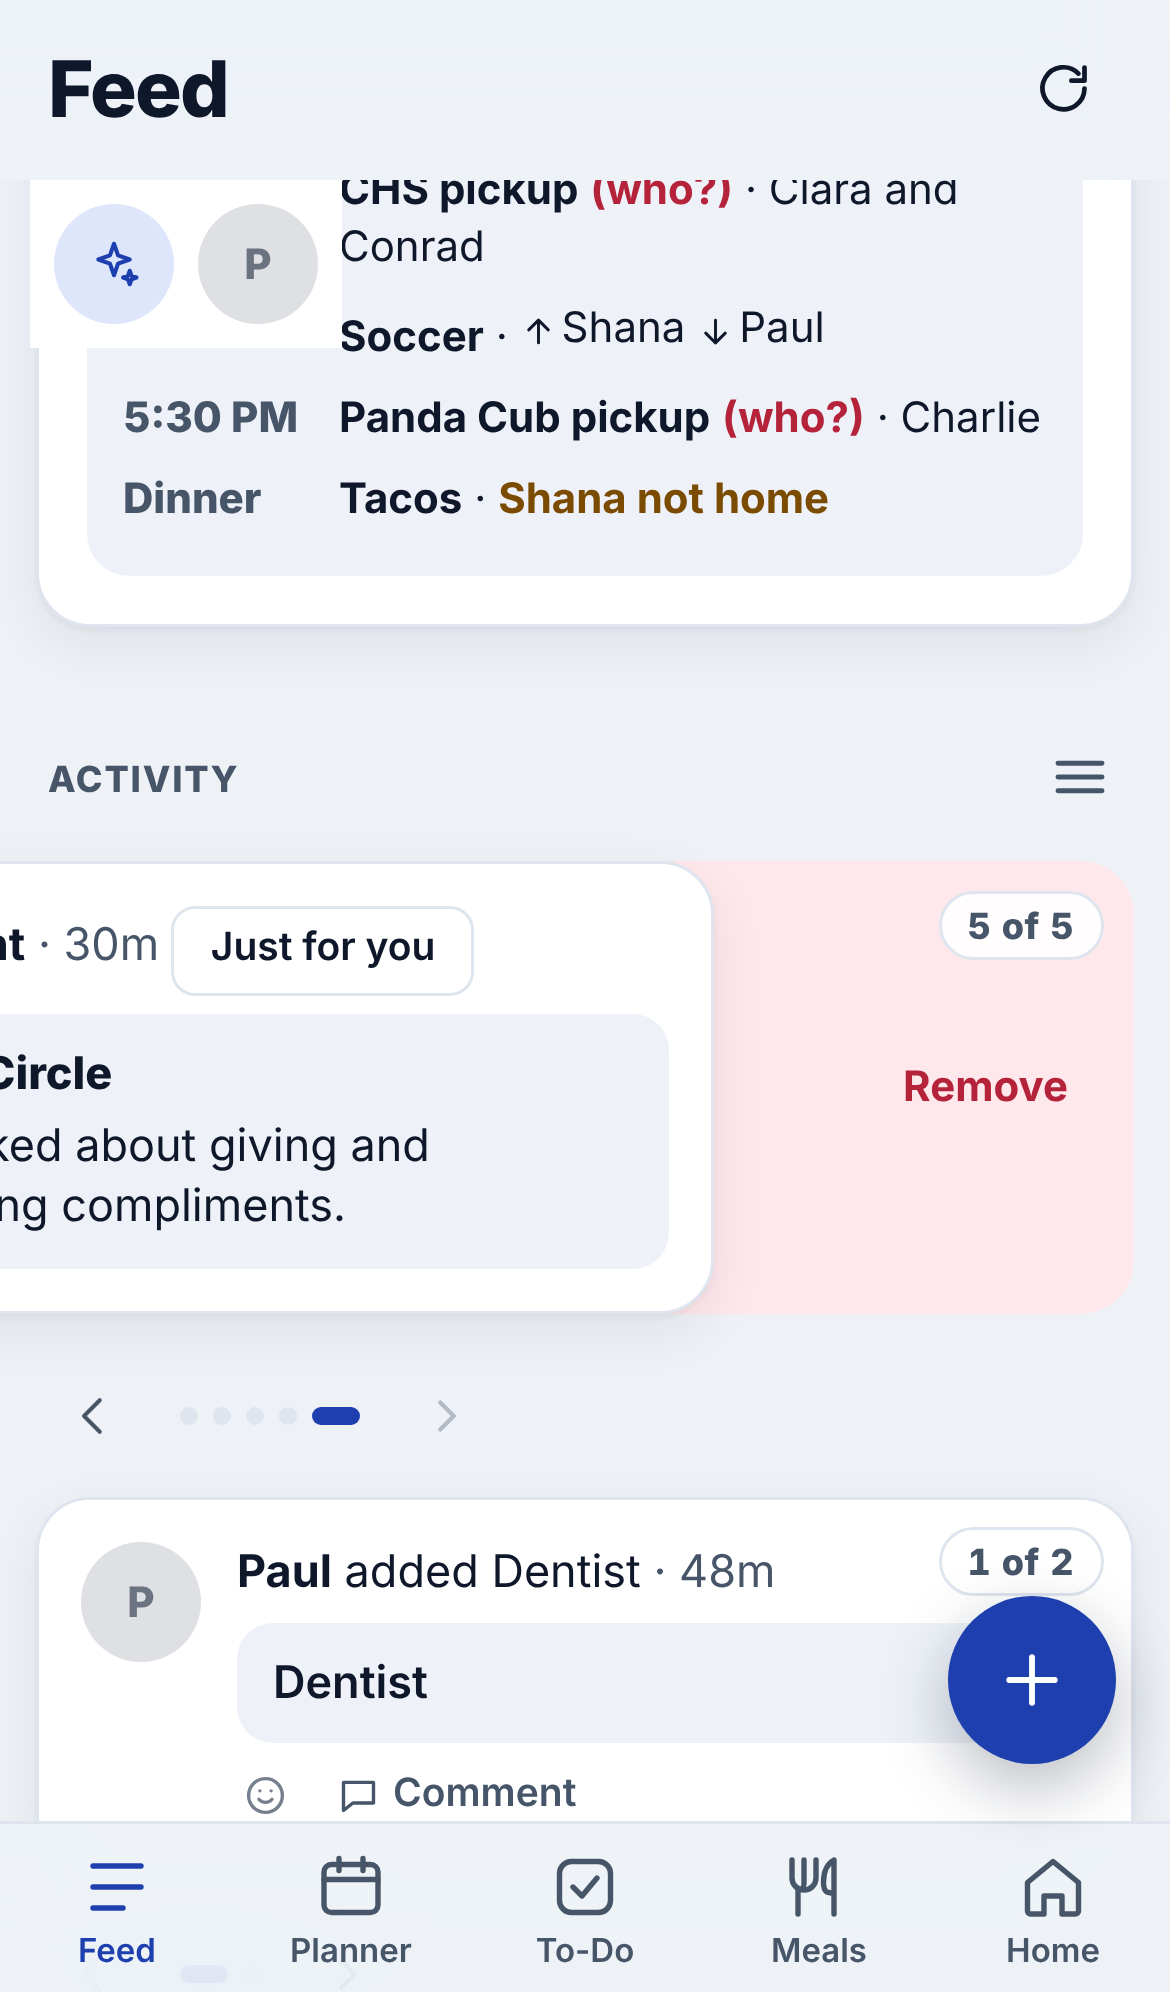 Feed
CHS pickup (who?) · Clara and
Conrad
P
Soccer · ↑ Shana ↓ Paul
5:30 PM Panda Cub pickup (who?) · Charlie
Dinner Tacos · Shana not home
ACTIVITY
nt · 30m Just for you
5 of 5
Circle
ked about giving and
ng compliments.
Remove
P
Paul added Dentist · 48m
1 of 2
Dentist
Comment
Feed Planner To-Do Meals Home